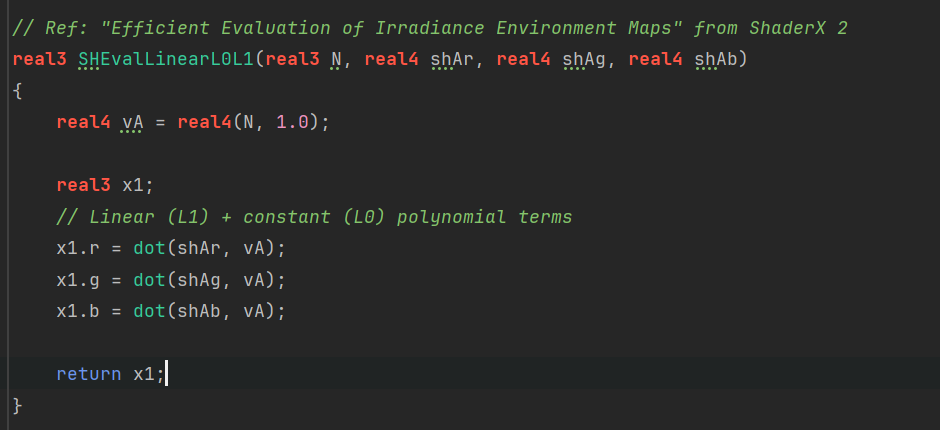 // Ref: "Efficient Evaluation of Irradiance Environment Maps" from ShaderX 2
real3 SHEvalLinearL0L1(real3 N, real4 shAr, real4 shAg, real4 shAb)
{
    real4 vA = real4(N, 1.0);
    real3 x1;
    // Linear (L1) + constant (L0) polynomial terms
    x1.r = dot(shAr, vA);
    x1.g = dot(shAg, vA);
    x1.b = dot(shAb, vA);
    return x1;
}